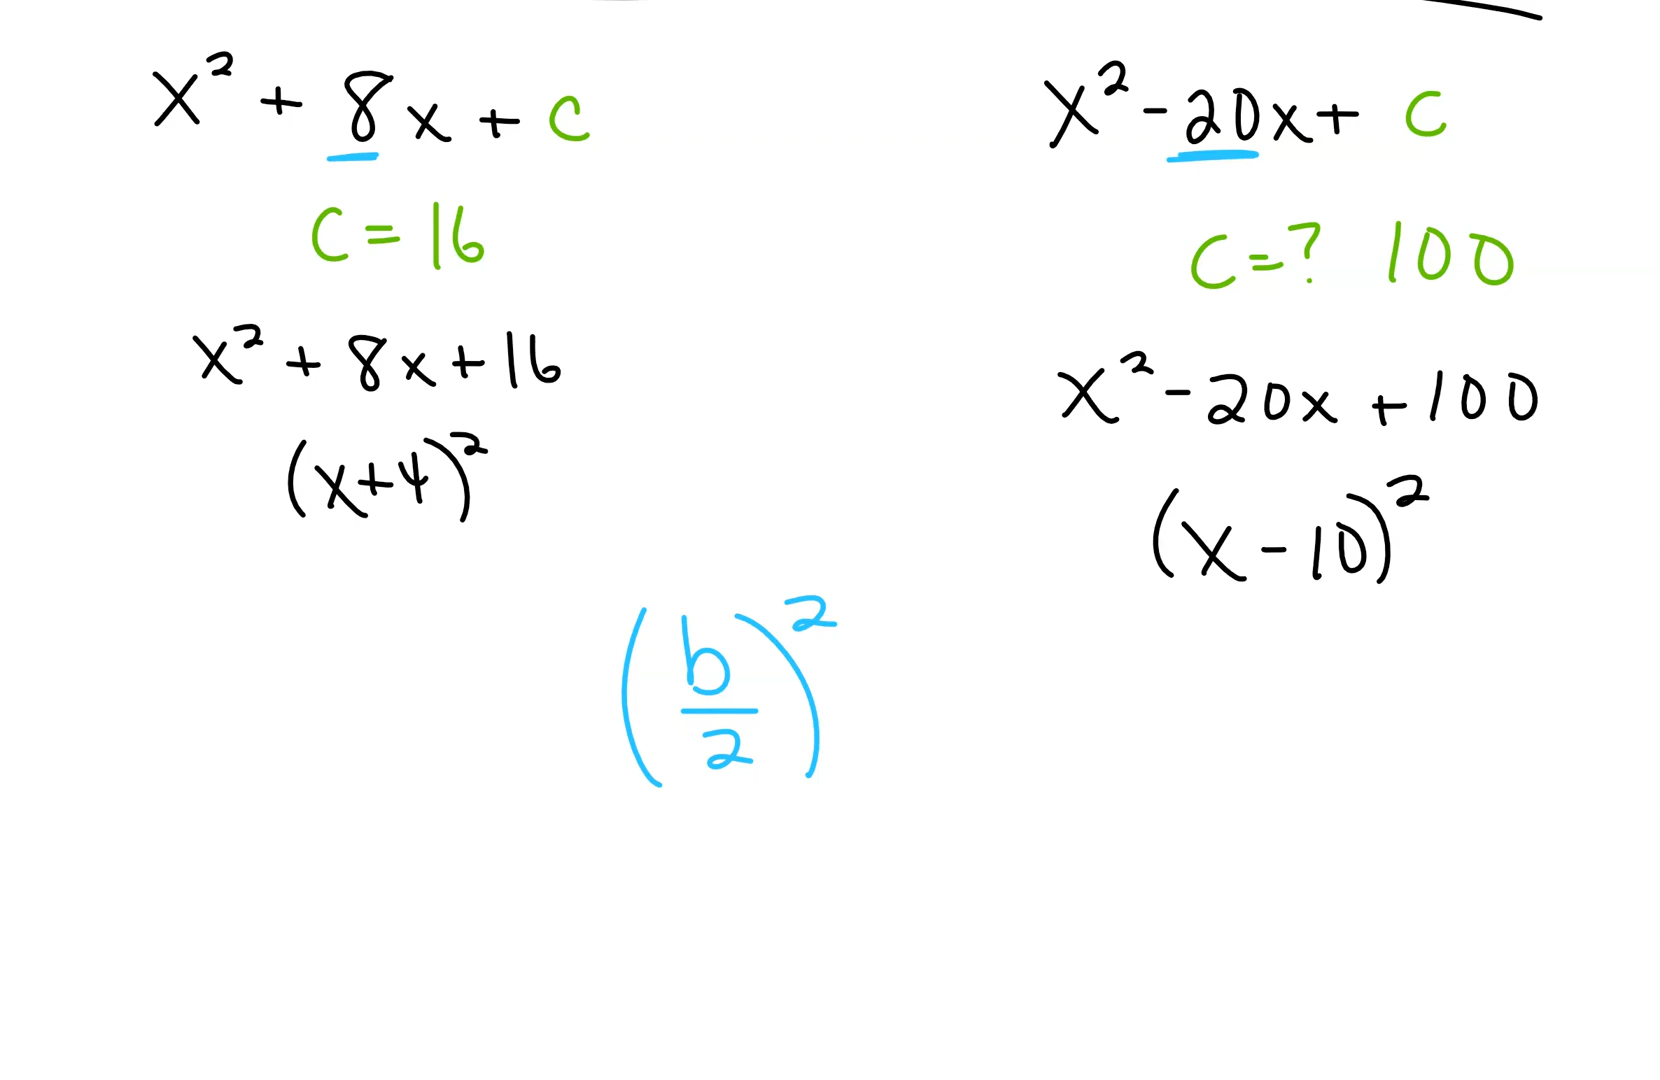 x² + 8x + c
c = 16
x² + 8x + 16
(x+4)²
x² - 20x + c
c = ? 100
x² - 20x + 100
(x - 10)²
(b/2)²